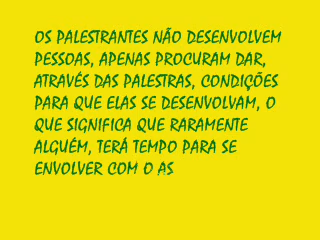 OS PALESTRANTES NÃO DESENVOLVEM
PESSOAS, APENAS PROCURAM DAR,
ATRAVÉS DAS PALESTRAS, CONDIÇÕES
PARA QUE ELAS SE DESENVOLVAM, O
QUE SIGNIFICA QUE RARAMENTE
ALGUÉM, TERÁ TEMPO PARA SE
ENVOLVER COM O AS